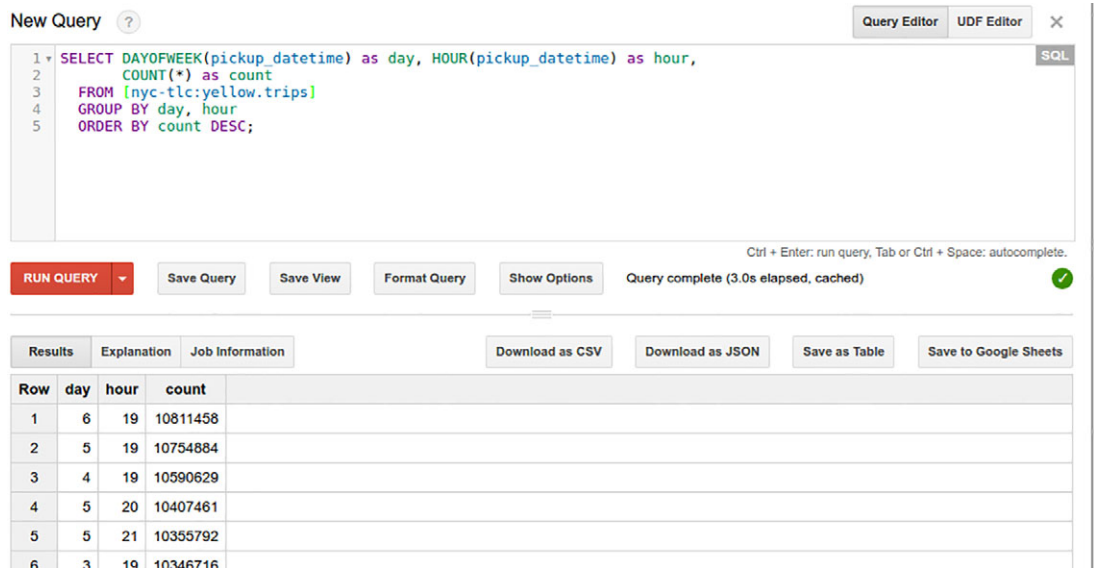 New Query ?
Query Editor UDF Editor ×
SQL
1 SELECT DAYOFWEEK(pickup_datetime) as day, HOUR(pickup_datetime) as hour,
2 COUNT(*) as count
3 FROM [nyc-tlc:yellow.trips]
4 GROUP BY day, hour
5 ORDER BY count DESC;
Ctrl + Enter: run query, Tab or Ctrl + Space: autocomplete.
RUN QUERY Save Query Save View Format Query Show Options Query complete (3.0s elapsed, cached)
Results Explanation Job Information Download as CSV Download as JSON Save as Table Save to Google Sheets
Row day hour count
1 6 19 10811458
2 5 19 10754884
3 4 19 10590629
4 5 20 10407461
5 5 21 10355792
6 3 19 10346716